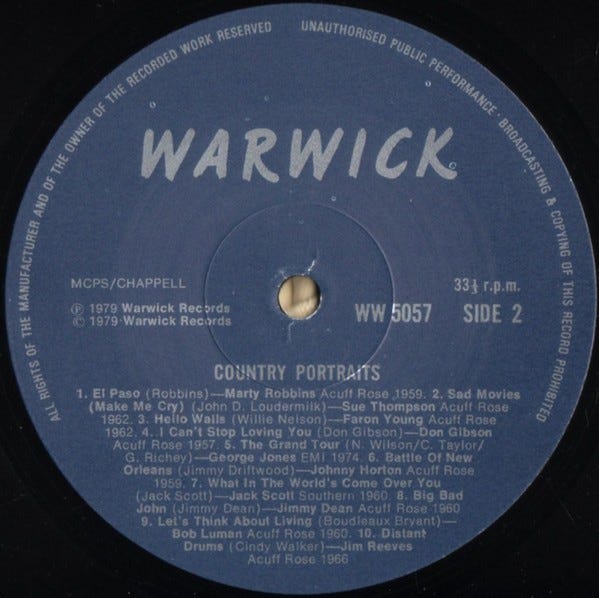 ALL RIGHTS OF THE MANUFACTURER AND OF THE OWNER OF THE RECORDED WORK RESERVED
UNAUTHORISED PUBLIC PERFORMANCE · BROADCASTING & COPYING OF THIS RECORD PROHIBITED
WARWICK
MCPS/CHAPPELL
33⅓ r.p.m.
℗ 1979 Warwick Records
© 1979 Warwick Records
WW 5057 SIDE 2
COUNTRY PORTRAITS
1. El Paso (Robbins)—Marty Robbins Acuff Rose 1959. 2. Sad Movies
(Make Me Cry) (John D. Loudermilk)—Sue Thompson Acuff Rose
1962. 3. Hello Walls (Willie Nelson)—Faron Young Acuff Rose
1962. 4. I Can't Stop Loving You (Don Gibson)—Don Gibson
Acuff Rose 1957. 5. The Grand Tour (N. Wilson/C. Taylor/
G. Richey)—George Jones EMI 1974. 6. Battle Of New
Orleans (Jimmy Driftwood)—Johnny Horton Acuff Rose
1959. 7. What In The World's Come Over You
(Jack Scott)—Jack Scott Southern 1960. 8. Big Bad
John (Jimmy Dean)—Jimmy Dean Acuff Rose 1960
9. Let's Think About Living (Boudleaux Bryant)—
Bob Luman Acuff Rose 1960. 10. Distant
Drums (Cindy Walker)—Jim Reeves
Acuff Rose 1966